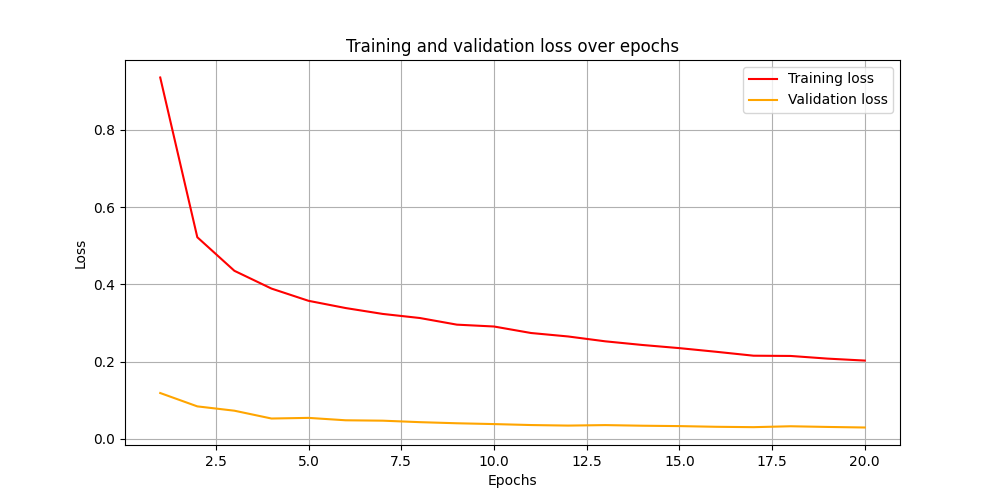 Training and validation loss over epochs
Training loss
Validation loss
Loss
0.8
0.6
0.4
0.2
0.0
2.5 5.0 7.5 10.0 12.5 15.0 17.5 20.0
Epochs